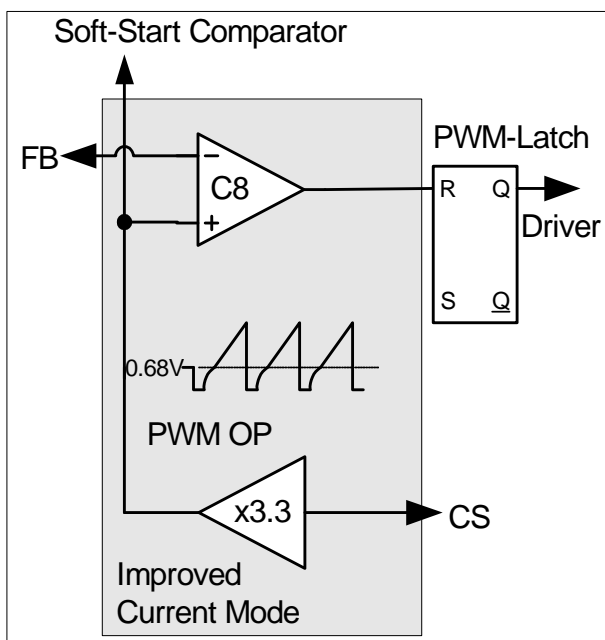 Soft-Start Comparator
FB
PWM-Latch
−
C8
+
R Q
Driver
S Q
0.68V
PWM OP
x3.3
CS
Improved
Current Mode